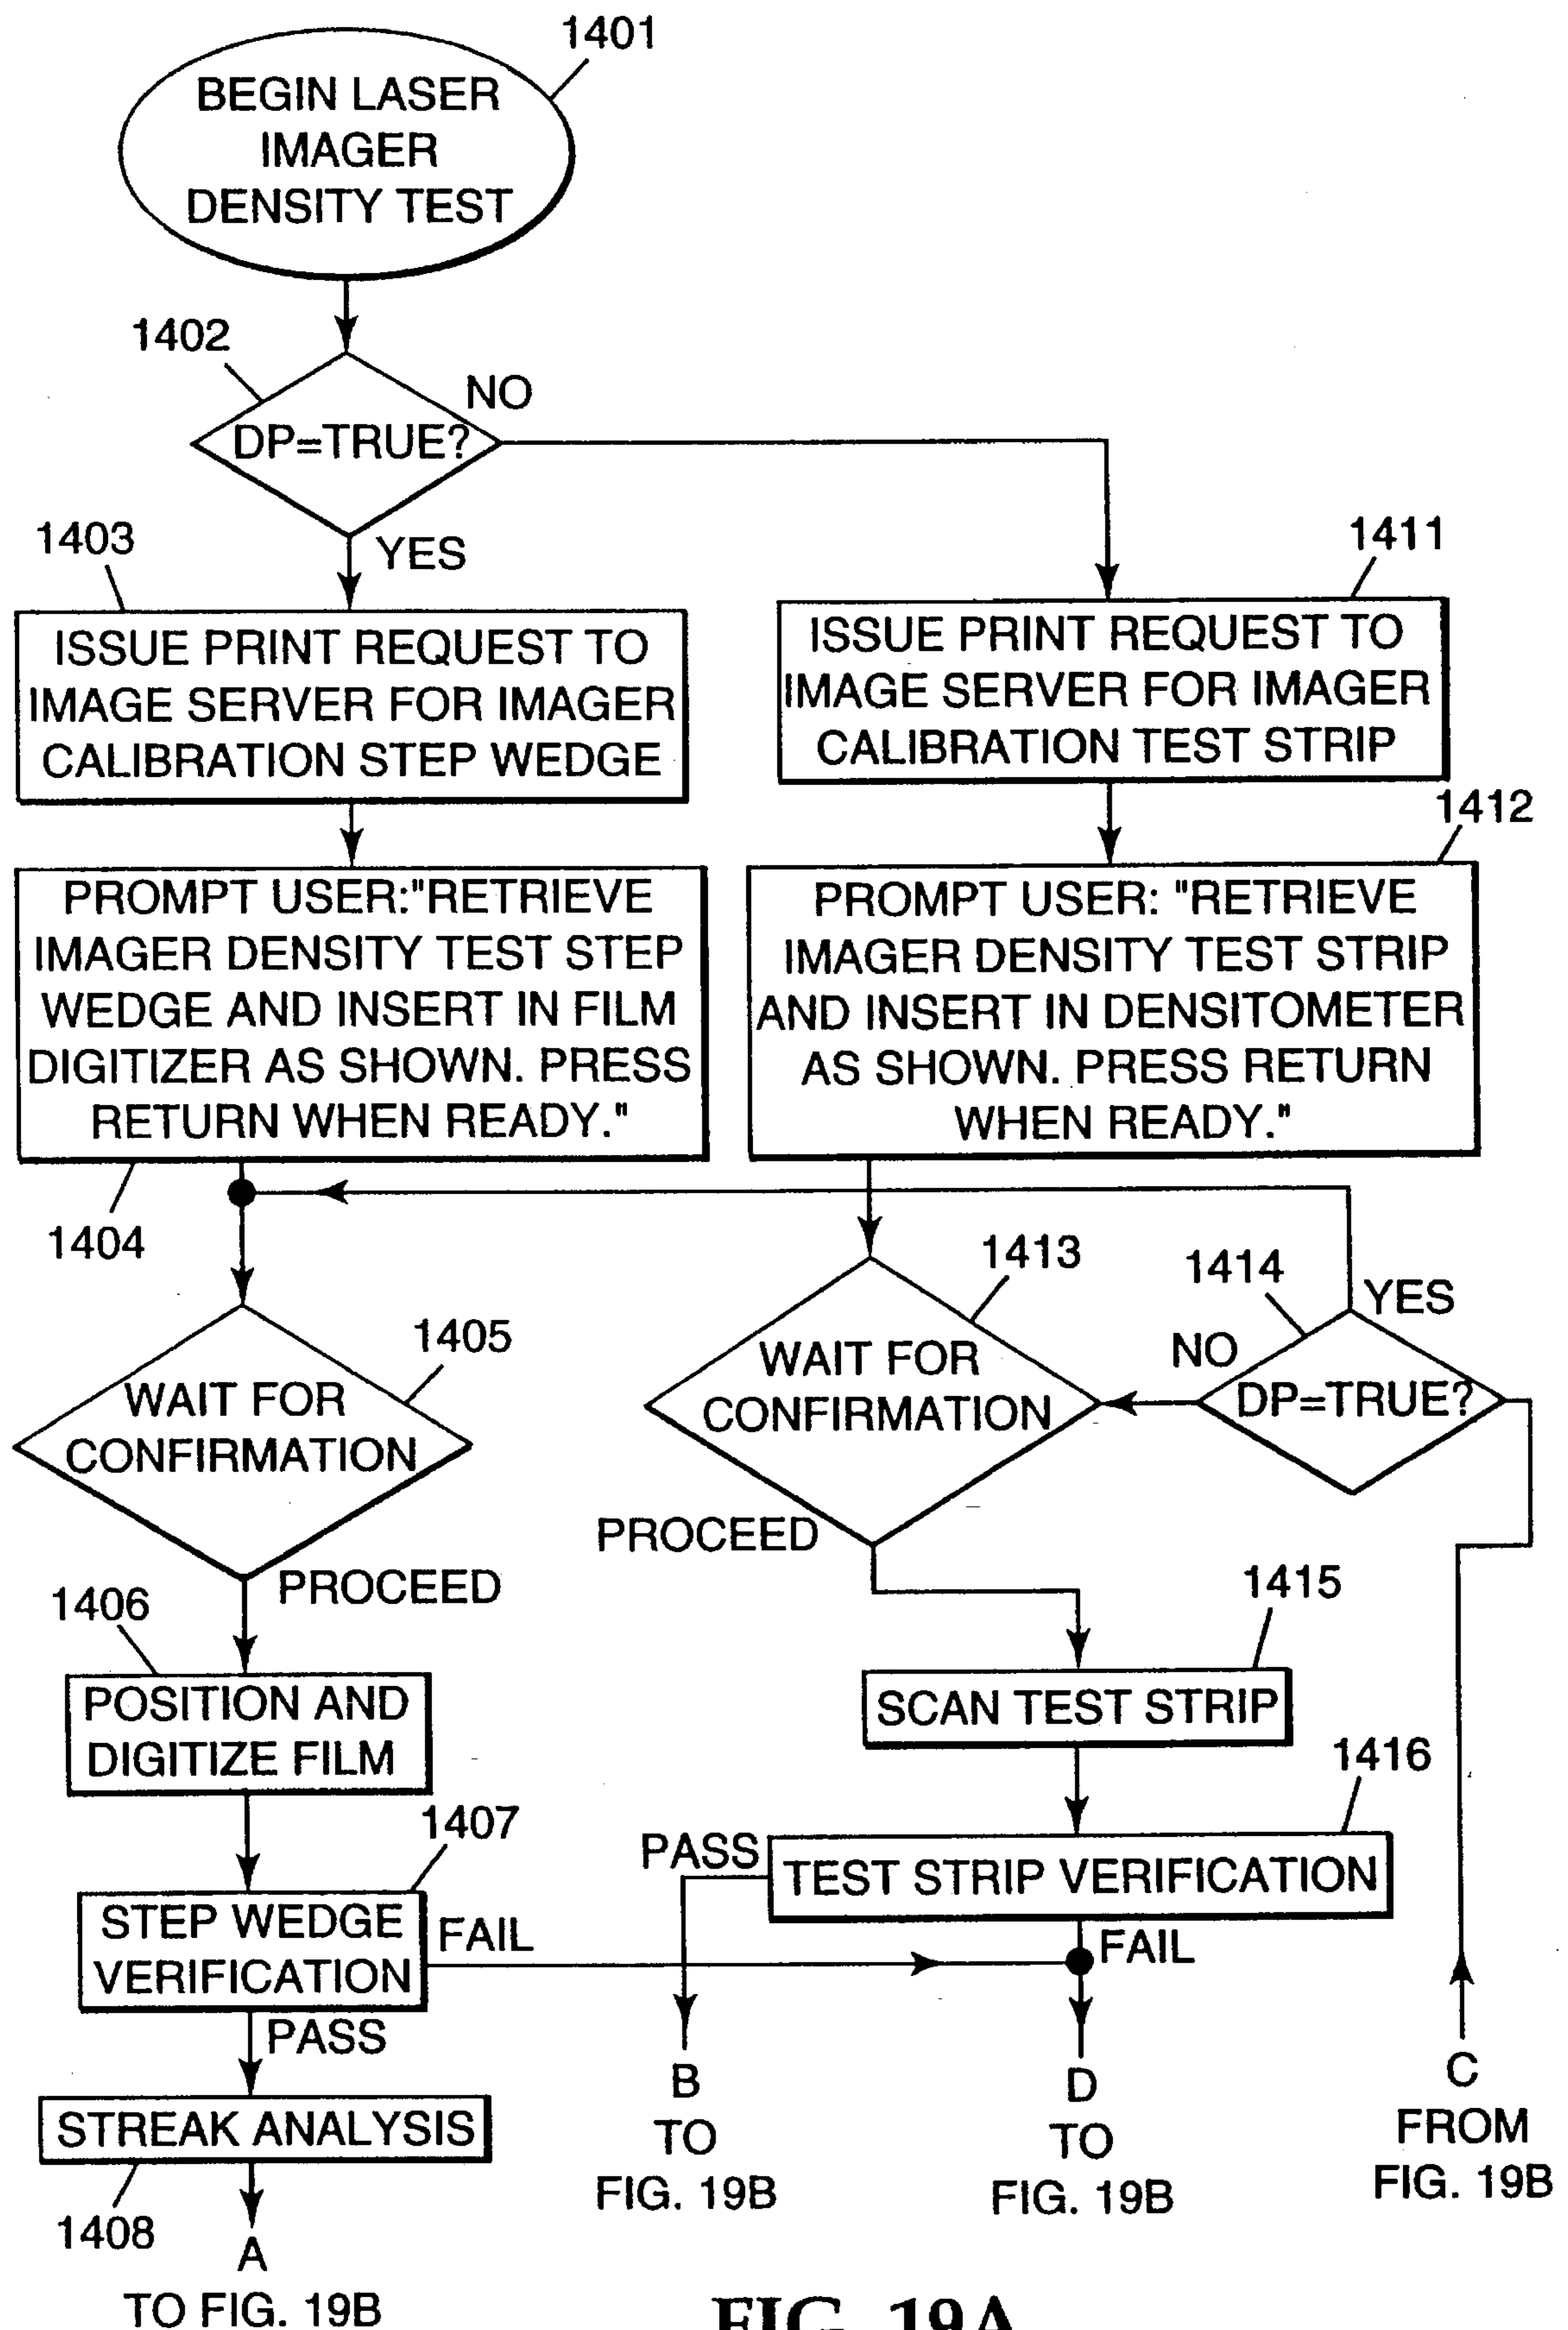 1401
BEGIN LASER
IMAGER
DENSITY TEST
1402
DP=TRUE?
NO
YES
1403
ISSUE PRINT REQUEST TO
IMAGE SERVER FOR IMAGER
CALIBRATION STEP WEDGE
1411
ISSUE PRINT REQUEST TO
IMAGE SERVER FOR IMAGER
CALIBRATION TEST STRIP
1412
PROMPT USER:"RETRIEVE
IMAGER DENSITY TEST STEP
WEDGE AND INSERT IN FILM
DIGITIZER AS SHOWN. PRESS
RETURN WHEN READY."
1404
PROMPT USER: "RETRIEVE
IMAGER DENSITY TEST STRIP
AND INSERT IN DENSITOMETER
AS SHOWN. PRESS RETURN
WHEN READY."
1405
WAIT FOR
CONFIRMATION
PROCEED
1413
WAIT FOR
CONFIRMATION
PROCEED
1414
YES
NO
DP=TRUE?
1406
POSITION AND
DIGITIZE FILM
1415
SCAN TEST STRIP
1407
STEP WEDGE
VERIFICATION
FAIL
PASS
1416
PASS
TEST STRIP VERIFICATION
FAIL
STREAK ANALYSIS
1408
A
TO FIG. 19B
B
TO
FIG. 19B
D
TO
FIG. 19B
C
FROM
FIG. 19B
FIG. 19A